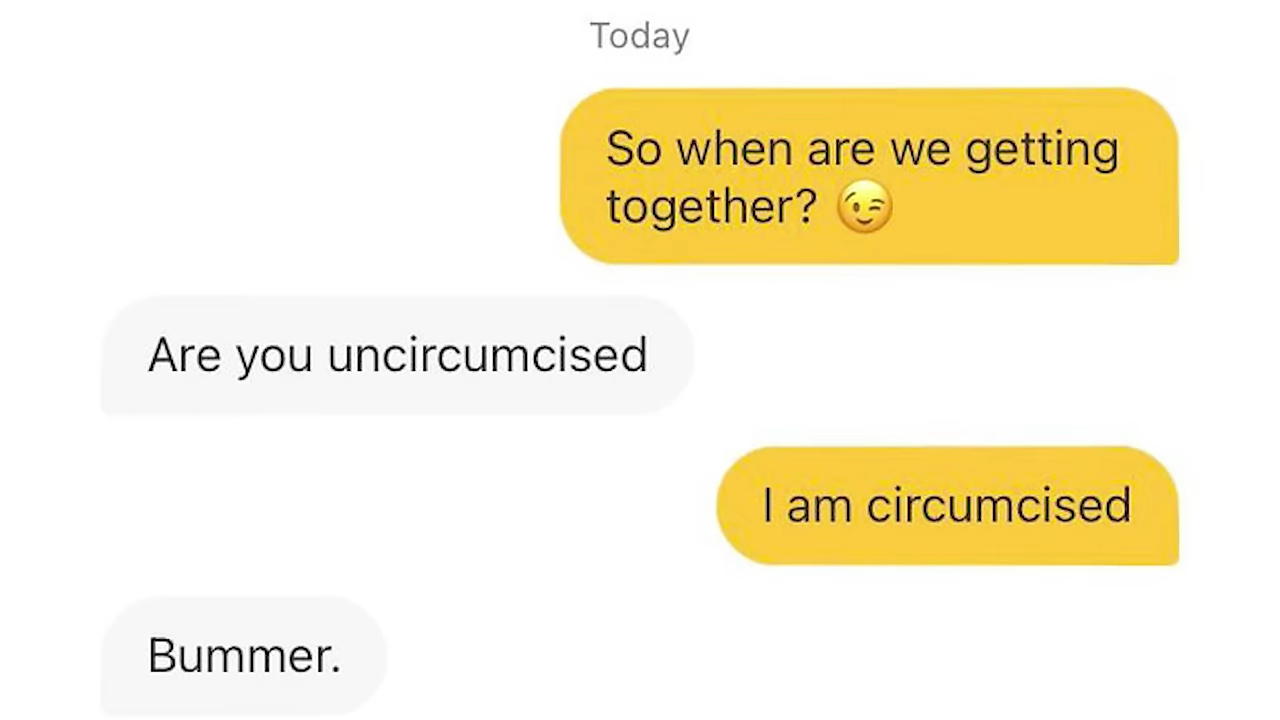 Today
So when are we getting
together? 😉
Are you uncircumcised
I am circumcised
Bummer.